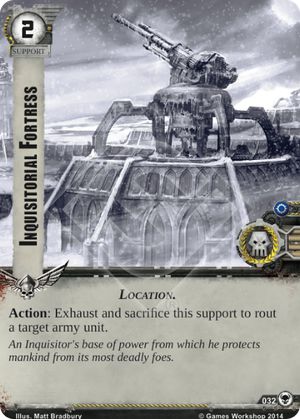 2
SUPPORT
INQUISITORIAL FORTRESS
LOCATION.
Action: Exhaust and sacrifice this support to rout
a target army unit.
An Inquisitor's base of power from which he protects
mankind from its most deadly foes.
032
Illus. Matt Bradbury
© Games Workshop 2014